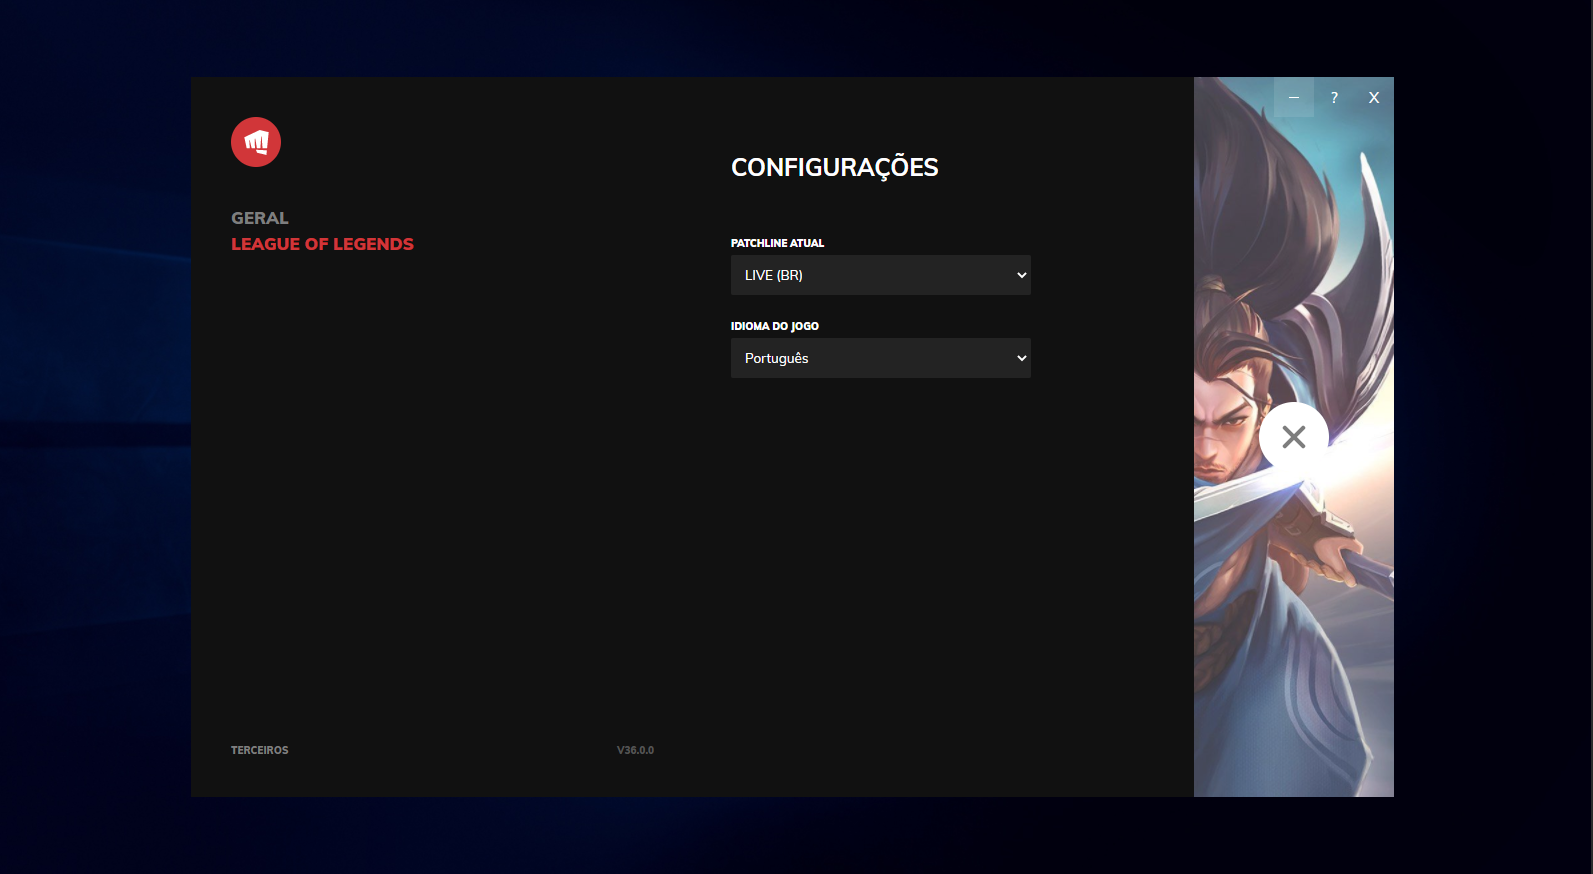 ? X
CONFIGURAÇÕES
GERAL
LEAGUE OF LEGENDS
PATCHLINE ATUAL
LIVE (BR)
IDIOMA DO JOGO
Português
TERCEIROS
V36.0.0